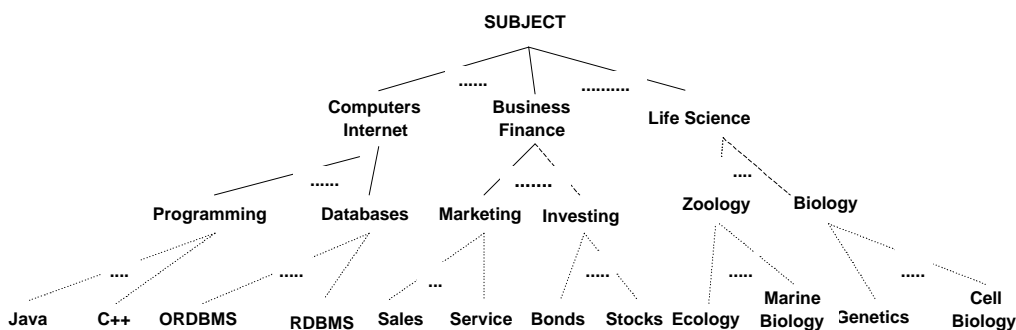 SUBJECT
...... ..........
Computers Internet
Business Finance
Life Science
...... ....... ....
Programming Databases Marketing Investing Zoology Biology
.... ..... ... ..... ..... .....
Java C++ ORDBMS RDBMS Sales Service Bonds Stocks Ecology Marine Biology Genetics Cell Biology